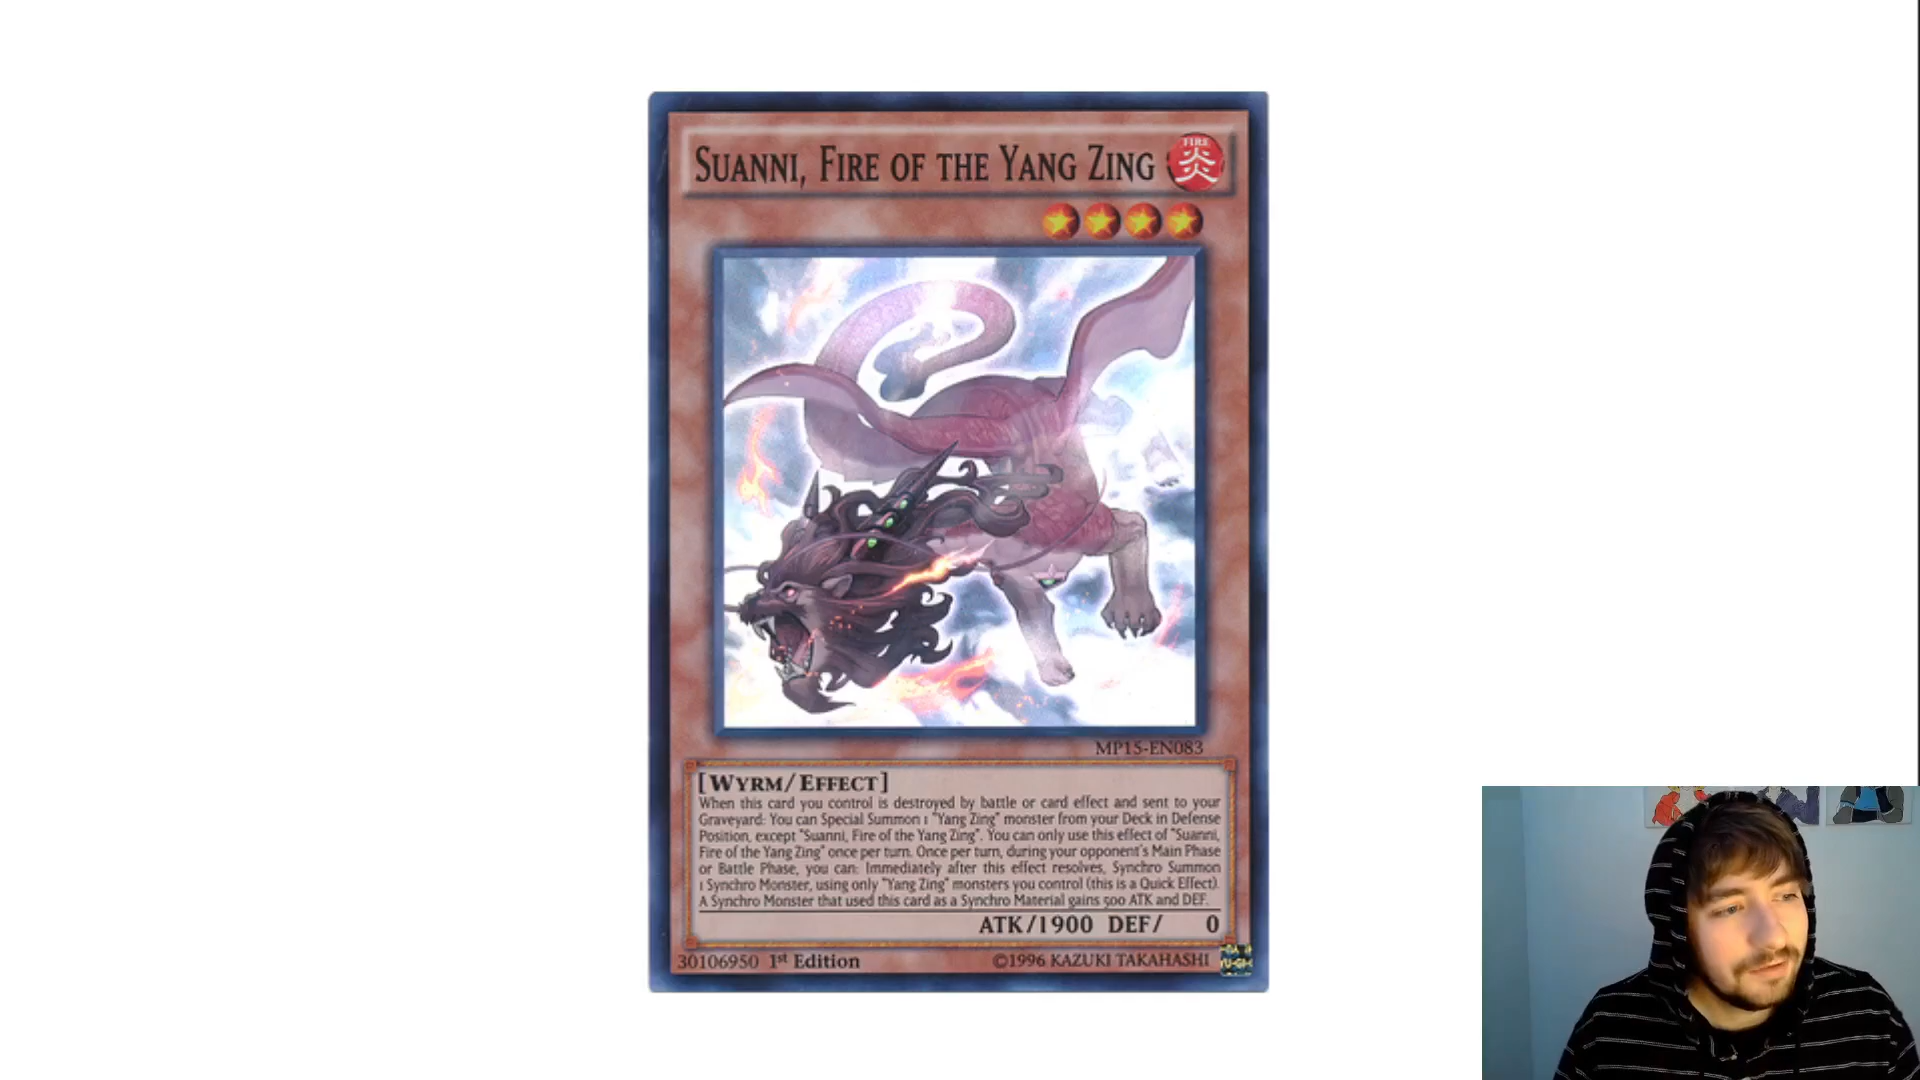 SUANNI, FIRE OF THE YANG ZING
FIRE
炎
MP15-EN083
[WYRM/EFFECT]
When this card you control is destroyed by battle or card effect and sent to your
Graveyard: You can Special Summon 1 "Yang Zing" monster from your Deck in Defense
Position, except "Suanni, Fire of the Yang Zing". You can only use this effect of "Suanni,
Fire of the Yang Zing" once per turn. Once per turn, during your opponent's Main Phase
or Battle Phase, you can: Immediately after this effect resolves, Synchro Summon
1 Synchro Monster, using only "Yang Zing" monsters you control (this is a Quick Effect).
A Synchro Monster that used this card as a Synchro Material gains 500 ATK and DEF.
ATK/1900 DEF/ 0
30106950 1st Edition
©1996 KAZUKI TAKAHASHI